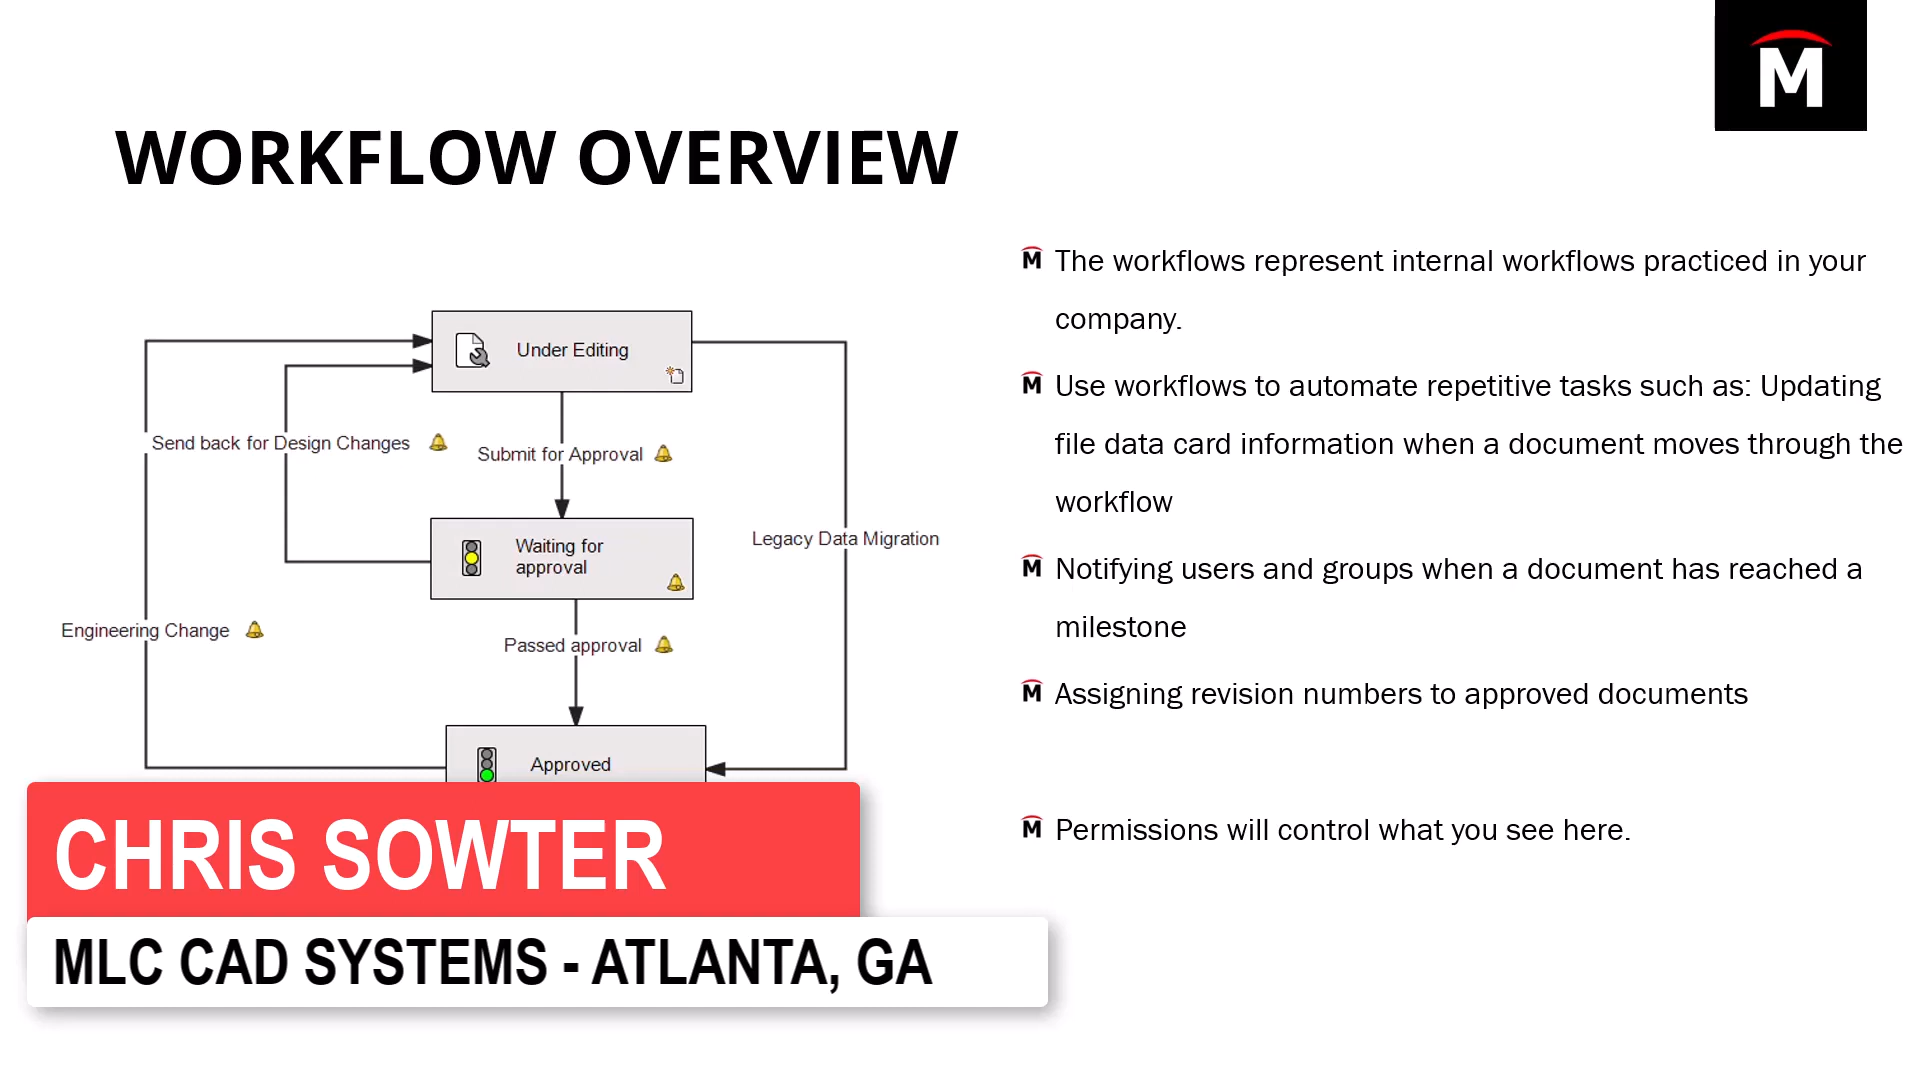 M
WORKFLOW OVERVIEW
Under Editing
Send back for Design Changes
Submit for Approval
Waiting for
approval
Legacy Data Migration
Engineering Change
Passed approval
Approved
The workflows represent internal workflows practiced in your
company.
Use workflows to automate repetitive tasks such as: Updating
file data card information when a document moves through the
workflow
Notifying users and groups when a document has reached a
milestone
Assigning revision numbers to approved documents
Permissions will control what you see here.
CHRIS SOWTER
MLC CAD SYSTEMS - ATLANTA, GA